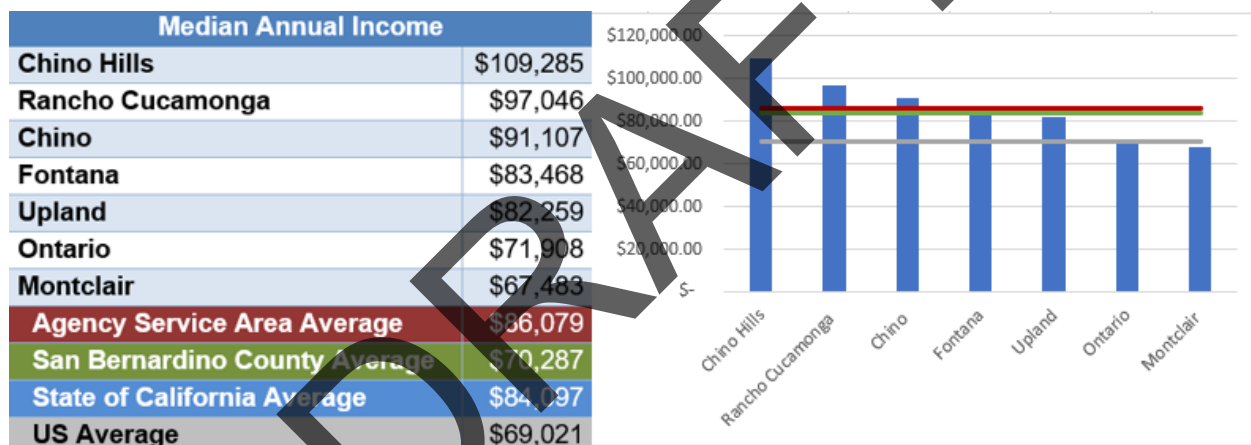 Median Annual Income
Chino Hills $109,285
Rancho Cucamonga $97,046
Chino $91,107
Fontana $83,468
Upland $82,259
Ontario $71,908
Montclair $67,483
Agency Service Area Average $86,079
San Bernardino County Average $70,287
State of California Average $84,097
US Average $69,021
$120,000.00
$100,000.00
$80,000.00
$60,000.00
$40,000.00
$20,000.00
$-
Chino Hills
Rancho Cucamonga
Chino
Fontana
Upland
Ontario
Montclair
DRAF